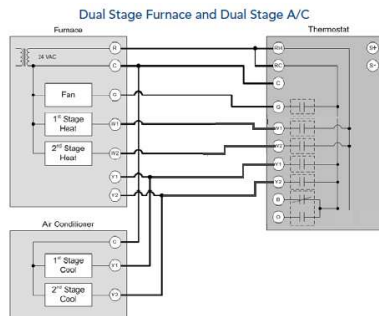 Dual Stage Furnace and Dual Stage A/C
Furnace
Thermostat
24 VAC
R
C
Fan
G
1st Stage
Heat
W1
2nd Stage
Heat
W2
Y1
Y2
RH
RC
C
G
W1
W2
Y1
Y2
B
O
S+
S-
Air Conditioner
C
1st Stage
Cool
Y1
2nd Stage
Cool
Y2